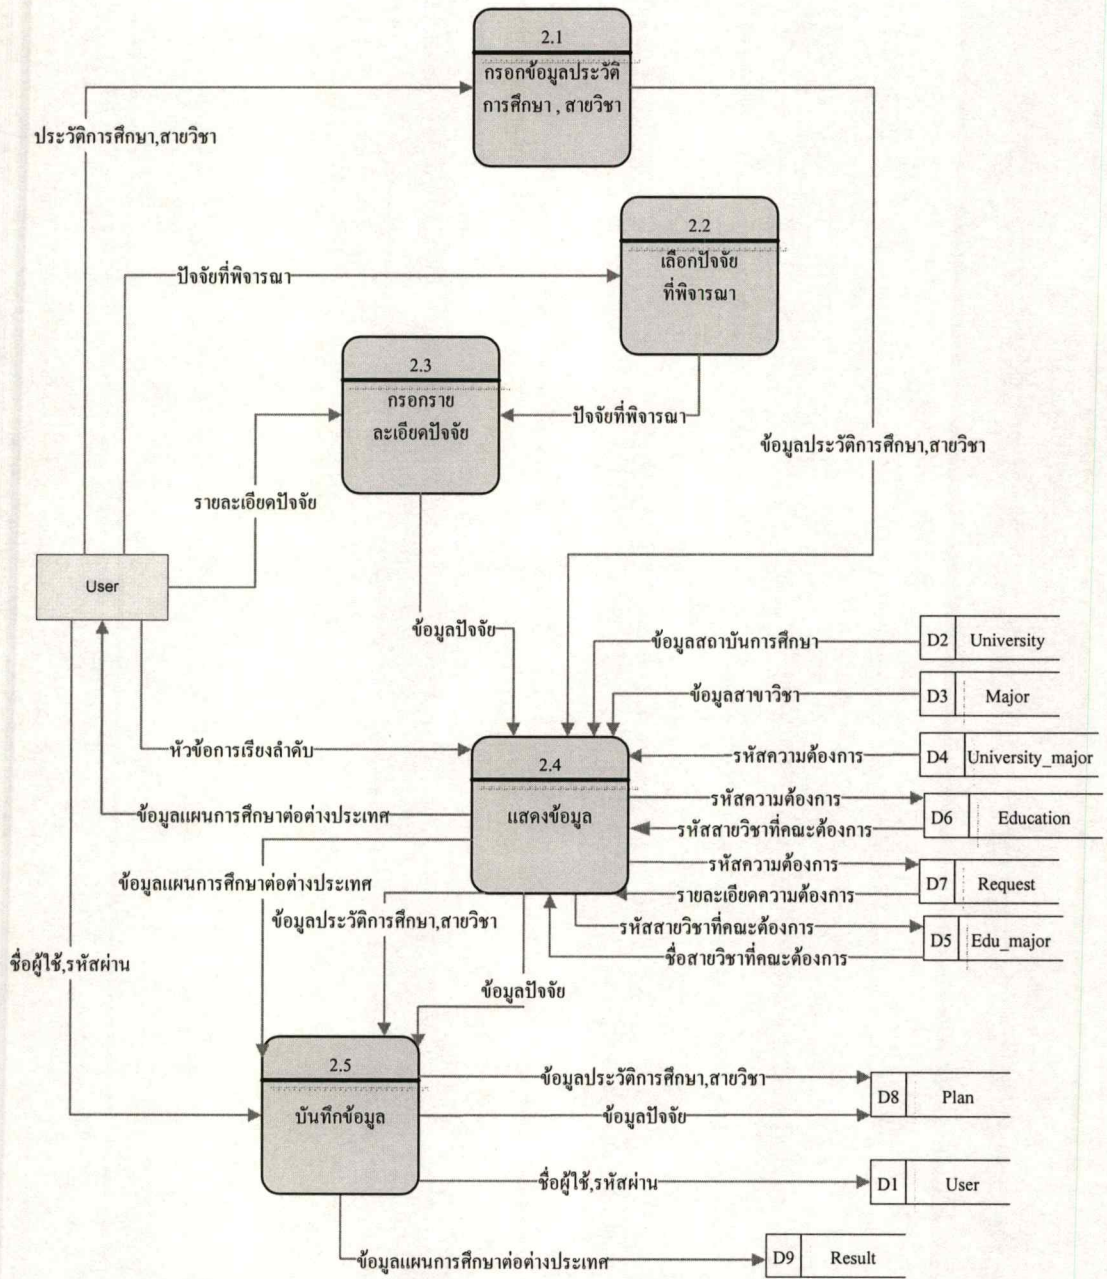 2.1
กรอกข้อมูลประวัติ
การศึกษา , สายวิชา
ประวัติการศึกษา,สายวิชา
2.2
เลือกปัจจัย
ที่พิจารณา
ปัจจัยที่พิจารณา
2.3
กรอกราย
ละเอียดปัจจัย
ปัจจัยที่พิจารณา
ข้อมูลประวัติการศึกษา,สายวิชา
รายละเอียดปัจจัย
User
ข้อมูลปัจจัย
ข้อมูลสถาบันการศึกษา
D2 University
ข้อมูลสาขาวิชา
D3 Major
หัวข้อการเรียงลำดับ
2.4
แสดงข้อมูล
รหัสความต้องการ
D4 University_major
รหัสความต้องการ
รหัสสายวิชาที่คณะต้องการ
D6 Education
ข้อมูลแผนการศึกษาต่อต่างประเทศ
รหัสความต้องการ
รายละเอียดความต้องการ
D7 Request
ข้อมูลแผนการศึกษาต่อต่างประเทศ
ข้อมูลประวัติการศึกษา,สายวิชา
รหัสสายวิชาที่คณะต้องการ
ชื่อสายวิชาที่คณะต้องการ
D5 Edu_major
ชื่อผู้ใช้,รหัสผ่าน
ข้อมูลปัจจัย
2.5
บันทึกข้อมูล
ข้อมูลประวัติการศึกษา,สายวิชา
ข้อมูลปัจจัย
D8 Plan
ชื่อผู้ใช้,รหัสผ่าน
D1 User
ข้อมูลแผนการศึกษาต่อต่างประเทศ
D9 Result